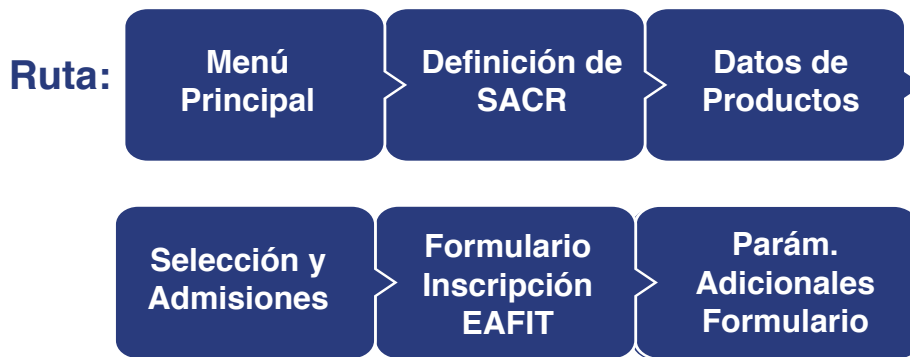 Ruta:
Menú
Principal
Definición de
SACR
Datos de
Productos
Selección y
Admisiones
Formulario
Inscripción
EAFIT
Parám.
Adicionales
Formulario